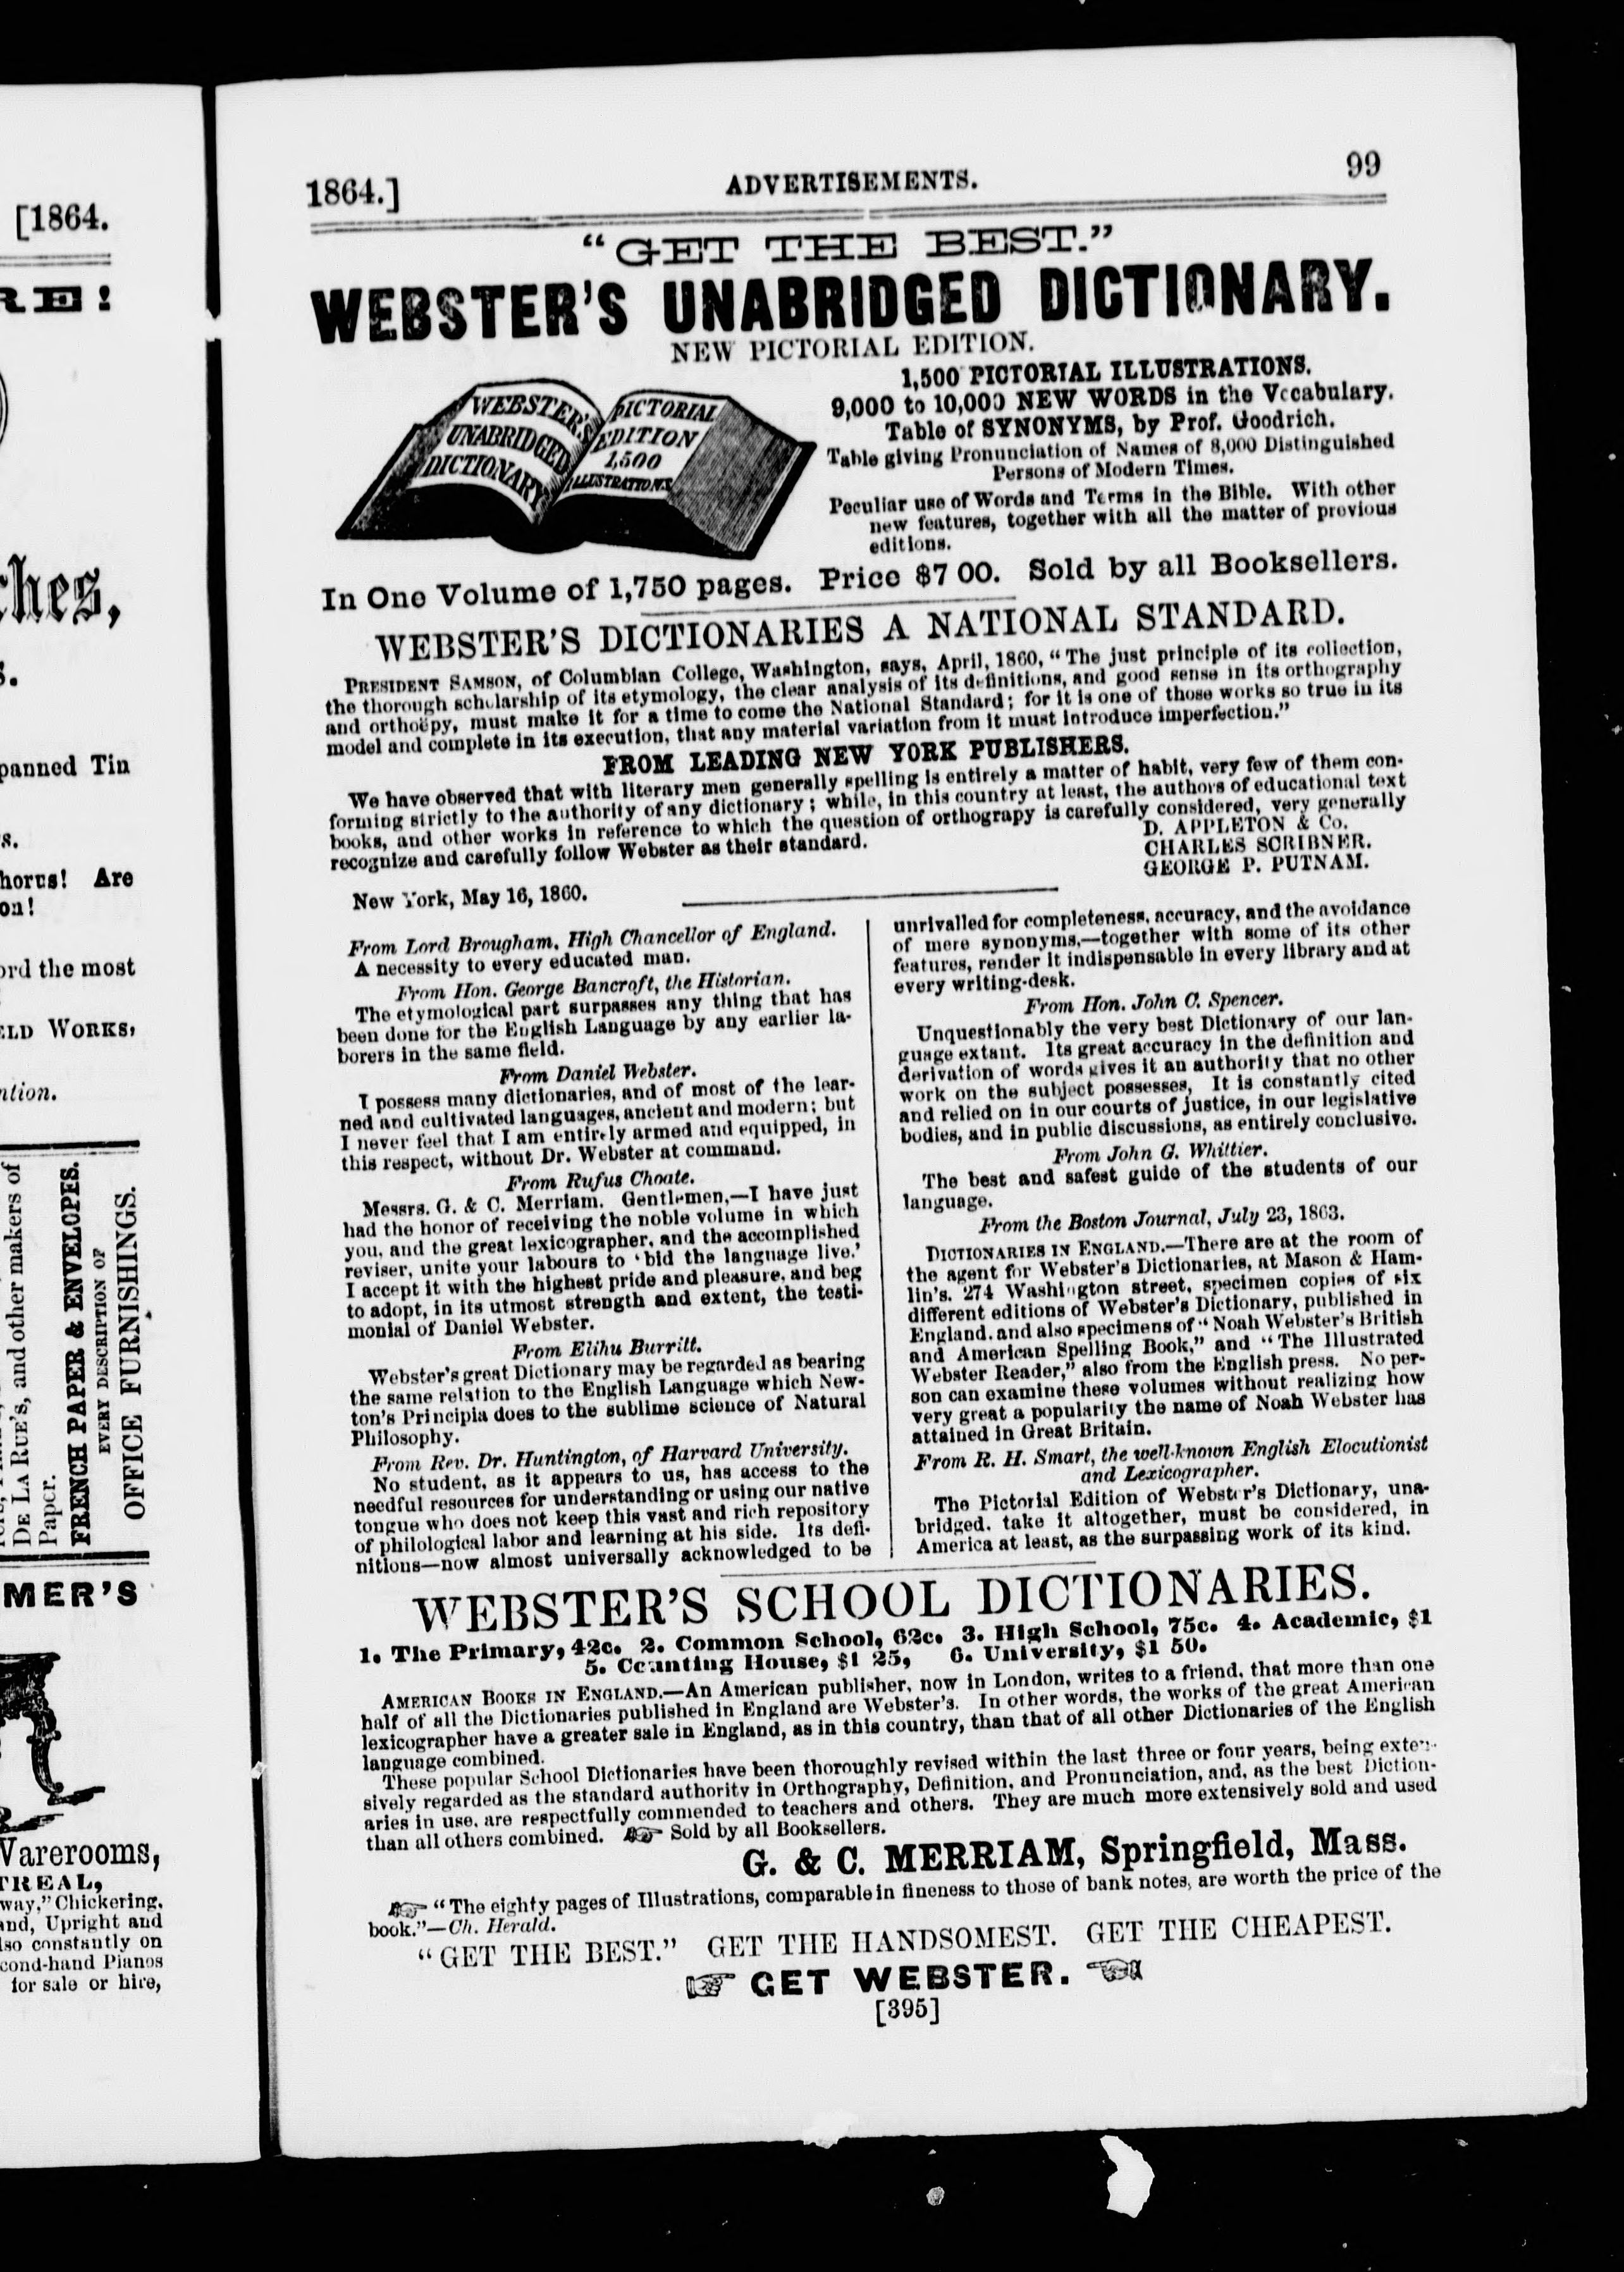 [1864.
RE!
ches,
s.
panned Tin
s.
horus! Are
on!
ord the most
ELD WORKS,
ntion.
DE LA RUE'S, and other makers of
Paper.
FRENCH PAPER & ENVELOPES.
EVERY DESCRIPTION OF
OFFICE FURNISHINGS.
MER'S
Warerooms,
TREAL,
way," Chickering,
and, Upright and
lso constantly on
cond-hand Pianos
for sale or hire,
1864.] ADVERTISEMENTS. 99
"GET THE BEST."
WEBSTER'S UNABRIDGED DICTIONARY.
NEW PICTORIAL EDITION.
WEBSTER'S
UNABRIDGED
DICTIONARY
PICTORIAL
EDITION
1,500
ILLUSTRATIONS
1,500 PICTORIAL ILLUSTRATIONS.
9,000 to 10,000 NEW WORDS in the Vocabulary.
Table of SYNONYMS, by Prof. Goodrich.
Table giving Pronunciation of Names of 8,000 Distinguished
Persons of Modern Times.
Peculiar use of Words and Terms in the Bible. With other
new features, together with all the matter of previous
editions.
In One Volume of 1,750 pages. Price $7 00. Sold by all Booksellers.
WEBSTER'S DICTIONARIES A NATIONAL STANDARD.
PRESIDENT SAMSON, of Columbian College, Washington, says, April, 1860, "The just principle of its collection,
the thorough scholarship of its etymology, the clear analysis of its definitions, and good sense in its orthography
and orthoëpy, must make it for a time to come the National Standard; for it is one of those works so true in its
model and complete in its execution, that any material variation from it must introduce imperfection."
FROM LEADING NEW YORK PUBLISHERS.
We have observed that with literary men generally spelling is entirely a matter of habit, very few of them con-
forming strictly to the authority of any dictionary; while, in this country at least, the authors of educational text
books, and other works in reference to which the question of orthograpy is carefully considered, very generally
recognize and carefully follow Webster as their standard.
D. APPLETON & Co.
CHARLES SCRIBNER.
GEORGE P. PUTNAM.
New York, May 16, 1860.
From Lord Brougham, High Chancellor of England.
A necessity to every educated man.
From Hon. George Bancroft, the Historian.
The etymological part surpasses any thing that has
been done for the English Language by any earlier la-
borers in the same field.
From Daniel Webster.
I possess many dictionaries, and of most of the lear-
ned and cultivated languages, ancient and modern; but
I never feel that I am entirely armed and equipped, in
this respect, without Dr. Webster at command.
From Rufus Choate.
Messrs. G. & C. Merriam. Gentlemen,—I have just
had the honor of receiving the noble volume in which
you, and the great lexicographer, and the accomplished
reviser, unite your labours to 'bid the language live.'
I accept it with the highest pride and pleasure, and beg
to adopt, in its utmost strength and extent, the testi-
monial of Daniel Webster.
From Elihu Burritt.
Webster's great Dictionary may be regarded as bearing
the same relation to the English Language which New-
ton's Principia does to the sublime science of Natural
Philosophy.
From Rev. Dr. Huntington, of Harvard University.
No student, as it appears to us, has access to the
needful resources for understanding or using our native
tongue who does not keep this vast and rich repository
of philological labor and learning at his side. Its defi-
nitions—now almost universally acknowledged to be
unrivalled for completeness, accuracy, and the avoidance
of mere synonyms,—together with some of its other
features, render it indispensable in every library and at
every writing-desk.
From Hon. John C. Spencer.
Unquestionably the very best Dictionary of our lan-
guage extant. Its great accuracy in the definition and
derivation of words gives it an authority that no other
work on the subject possesses. It is constantly cited
and relied on in our courts of justice, in our legislative
bodies, and in public discussions, as entirely conclusive.
From John G. Whittier.
The best and safest guide of the students of our
language.
From the Boston Journal, July 23, 1863.
DICTIONARIES IN ENGLAND.—There are at the room of
the agent for Webster's Dictionaries, at Mason & Ham-
lin's. 274 Washington street, specimen copies of six
different editions of Webster's Dictionary, published in
England, and also specimens of "Noah Webster's British
and American Spelling Book," and "The Illustrated
Webster Reader," also from the English press. No per-
son can examine these volumes without realizing how
very great a popularity the name of Noah Webster has
attained in Great Britain.
From R. H. Smart, the well-known English Elocutionist
and Lexicographer.
The Pictorial Edition of Webster's Dictionary, una-
bridged, take it altogether, must be considered, in
America at least, as the surpassing work of its kind.
WEBSTER'S SCHOOL DICTIONARIES.
1. The Primary, 42c. 2. Common School, 62c. 3. High School, 75c. 4. Academic, $1
5. Counting House, $1 25, 6. University, $1 50.
AMERICAN BOOKS IN ENGLAND.—An American publisher, now in London, writes to a friend, that more than one
half of all the Dictionaries published in England are Webster's. In other words, the works of the great American
lexicographer have a greater sale in England, as in this country, than that of all other Dictionaries of the English
language combined.
These popular School Dictionaries have been thoroughly revised within the last three or four years, being exten-
sively regarded as the standard authority in Orthography, Definition, and Pronunciation, and, as the best Diction-
aries in use, are respectfully commended to teachers and others. They are much more extensively sold and used
than all others combined. ☞ Sold by all Booksellers.
G. & C. MERRIAM, Springfield, Mass.
☞ "The eighty pages of Illustrations, comparable in fineness to those of bank notes, are worth the price of the
book."—Ch. Herald.
"GET THE BEST." GET THE HANDSOMEST. GET THE CHEAPEST.
☞ GET WEBSTER. ☜
[395]